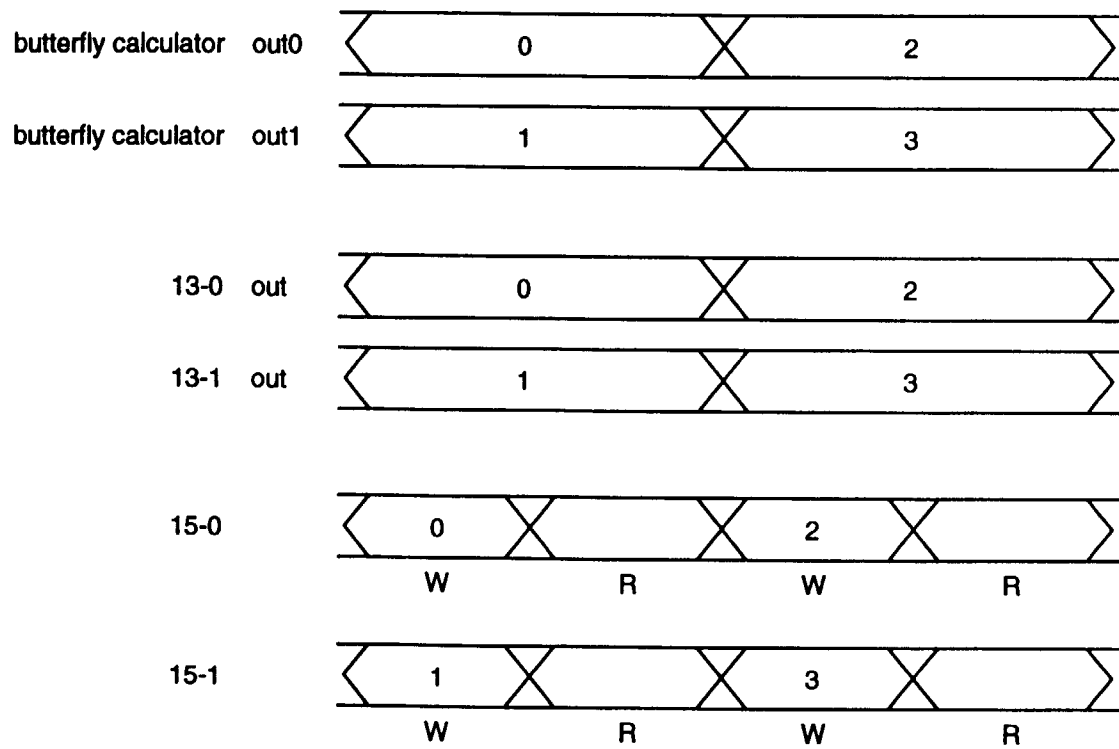 butterfly calculator out0 0 2
butterfly calculator out1 1 3
13-0 out 0 2
13-1 out 1 3
15-0 0 2
W R W R
15-1 1 3
W R W R